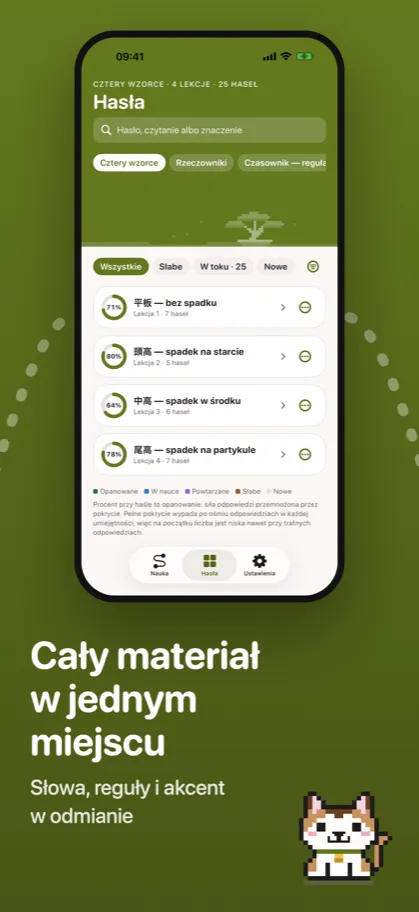 09:41
CZTERY WZORCE · 4 LEKCJE · 25 HASEŁ
Hasła
Hasło, czytanie albo znaczenie
Cztery wzorce
Rzeczowniki
Czasownik — reguła
Wszystkie
Słabe
W toku · 25
Nowe
71%
平板 — bez spadku
Lekcja 1 · 7 haseł
80%
頭高 — spadek na starcie
Lekcja 2 · 5 haseł
64%
中高 — spadek w środku
Lekcja 3 · 6 haseł
78%
尾高 — spadek na partykule
Lekcja 4 · 7 haseł
Opanowane W nauce Powtarzane Słabe Nowe
Procent przy haśle to opanowanie: siła odpowiedzi przemnożona przez
pokrycie. Pełne pokrycie wypada po ośmiu odpowiedziach w każdej
umiejętności, więc na początku liczba jest niska nawet przy trafnych
odpowiedziach.
Nauka
Hasła
Ustawienia
Cały materiał
w jednym
miejscu
Słowa, reguły i akcent
w odmianie